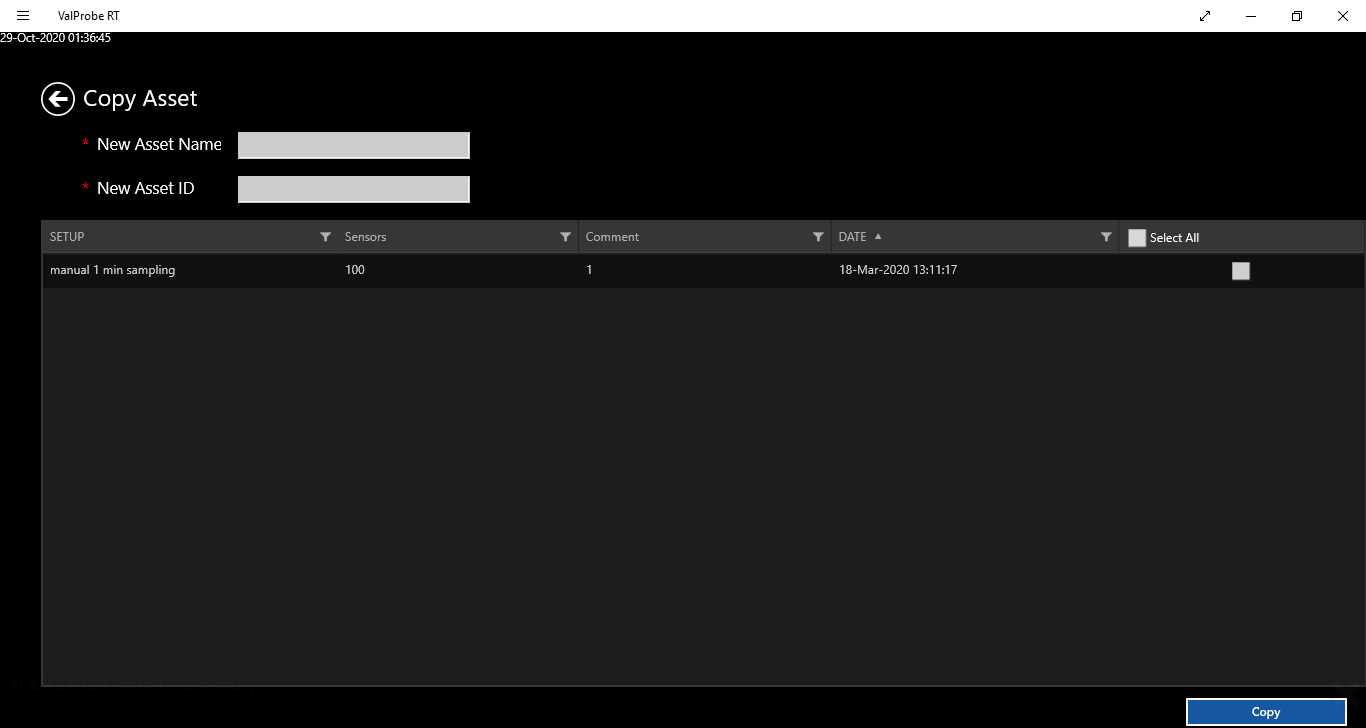 ValProbe RT
29-Oct-2020 01:36:45
Copy Asset
* New Asset Name
* New Asset ID
SETUP Sensors Comment DATE Select All
manual 1 min sampling 100 1 18-Mar-2020 13:11:17
Copy